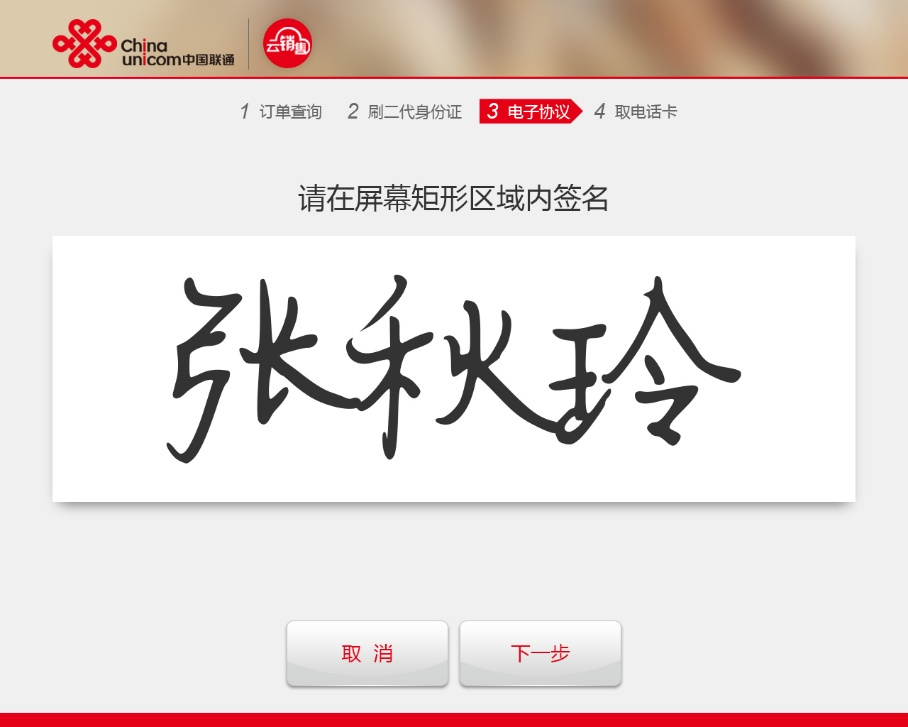 China
unicom中国联通
云销售
1 订单查询 2 刷二代身份证 3 电子协议 4 取电话卡
请在屏幕矩形区域内签名
张秋玲
取 消 下一步